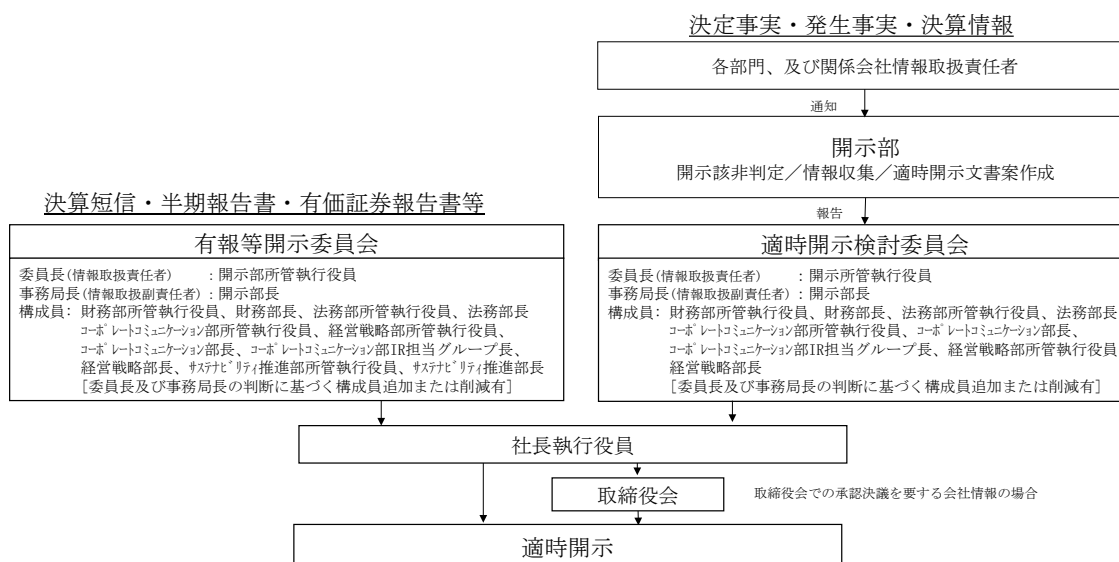 決定事実・発生事実・決算情報
各部門、及び関係会社情報取扱責任者
通知
開示部
開示該非判定／情報収集／適時開示文書案作成
報告
決算短信・半期報告書・有価証券報告書等
有報等開示委員会
委員長(情報取扱責任者)　：開示部所管執行役員
事務局長(情報取扱副責任者)：開示部長
構成員： 財務部所管執行役員、財務部長、法務部所管執行役員、法務部長
ｺｰﾎﾟﾚｰﾄｺﾐｭﾆｹｰｼｮﾝ部所管執行役員、経営戦略部所管執行役員、
ｺｰﾎﾟﾚｰﾄｺﾐｭﾆｹｰｼｮﾝ部長、ｺｰﾎﾟﾚｰﾄｺﾐｭﾆｹｰｼｮﾝ部IR担当グループ長、
経営戦略部長、ｻｽﾃﾅﾋﾞﾘﾃｨ推進部所管執行役員、ｻｽﾃﾅﾋﾞﾘﾃｨ推進部長
[委員長及び事務局長の判断に基づく構成員追加または削減有]
適時開示検討委員会
委員長(情報取扱責任者)　：開示所管執行役員
事務局長(情報取扱副責任者)：開示部長
構成員： 財務部所管執行役員、財務部長、法務部所管執行役員、法務部長
ｺｰﾎﾟﾚｰﾄｺﾐｭﾆｹｰｼｮﾝ部所管執行役員、ｺｰﾎﾟﾚｰﾄｺﾐｭﾆｹｰｼｮﾝ部長、
ｺｰﾎﾟﾚｰﾄｺﾐｭﾆｹｰｼｮﾝ部IR担当グループ長、経営戦略部所管執行役員
経営戦略部長
[委員長及び事務局長の判断に基づく構成員追加または削減有]
社長執行役員
取締役会
取締役会での承認決議を要する会社情報の場合
適時開示